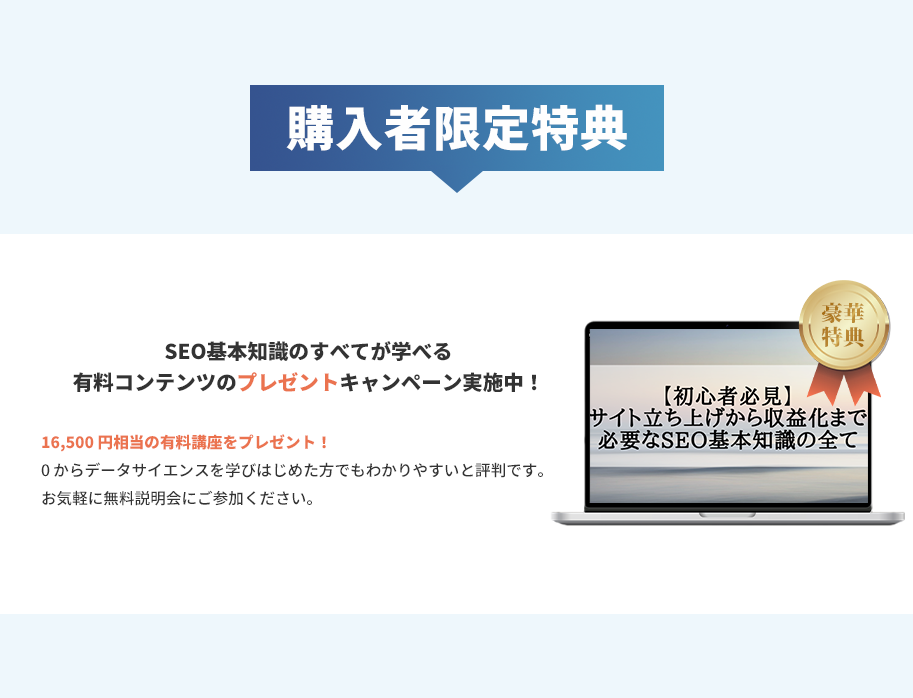 購入者限定特典
SEO基本知識のすべてが学べる
有料コンテンツのプレゼントキャンペーン実施中！
16,500 円相当の有料講座をプレゼント！
0 からデータサイエンスを学びはじめた方でもわかりやすいと評判です。
お気軽に無料説明会にご参加ください。
豪華
特典
【初心者必見】
サイト立ち上げから収益化まで
必要なSEO基本知識の全て